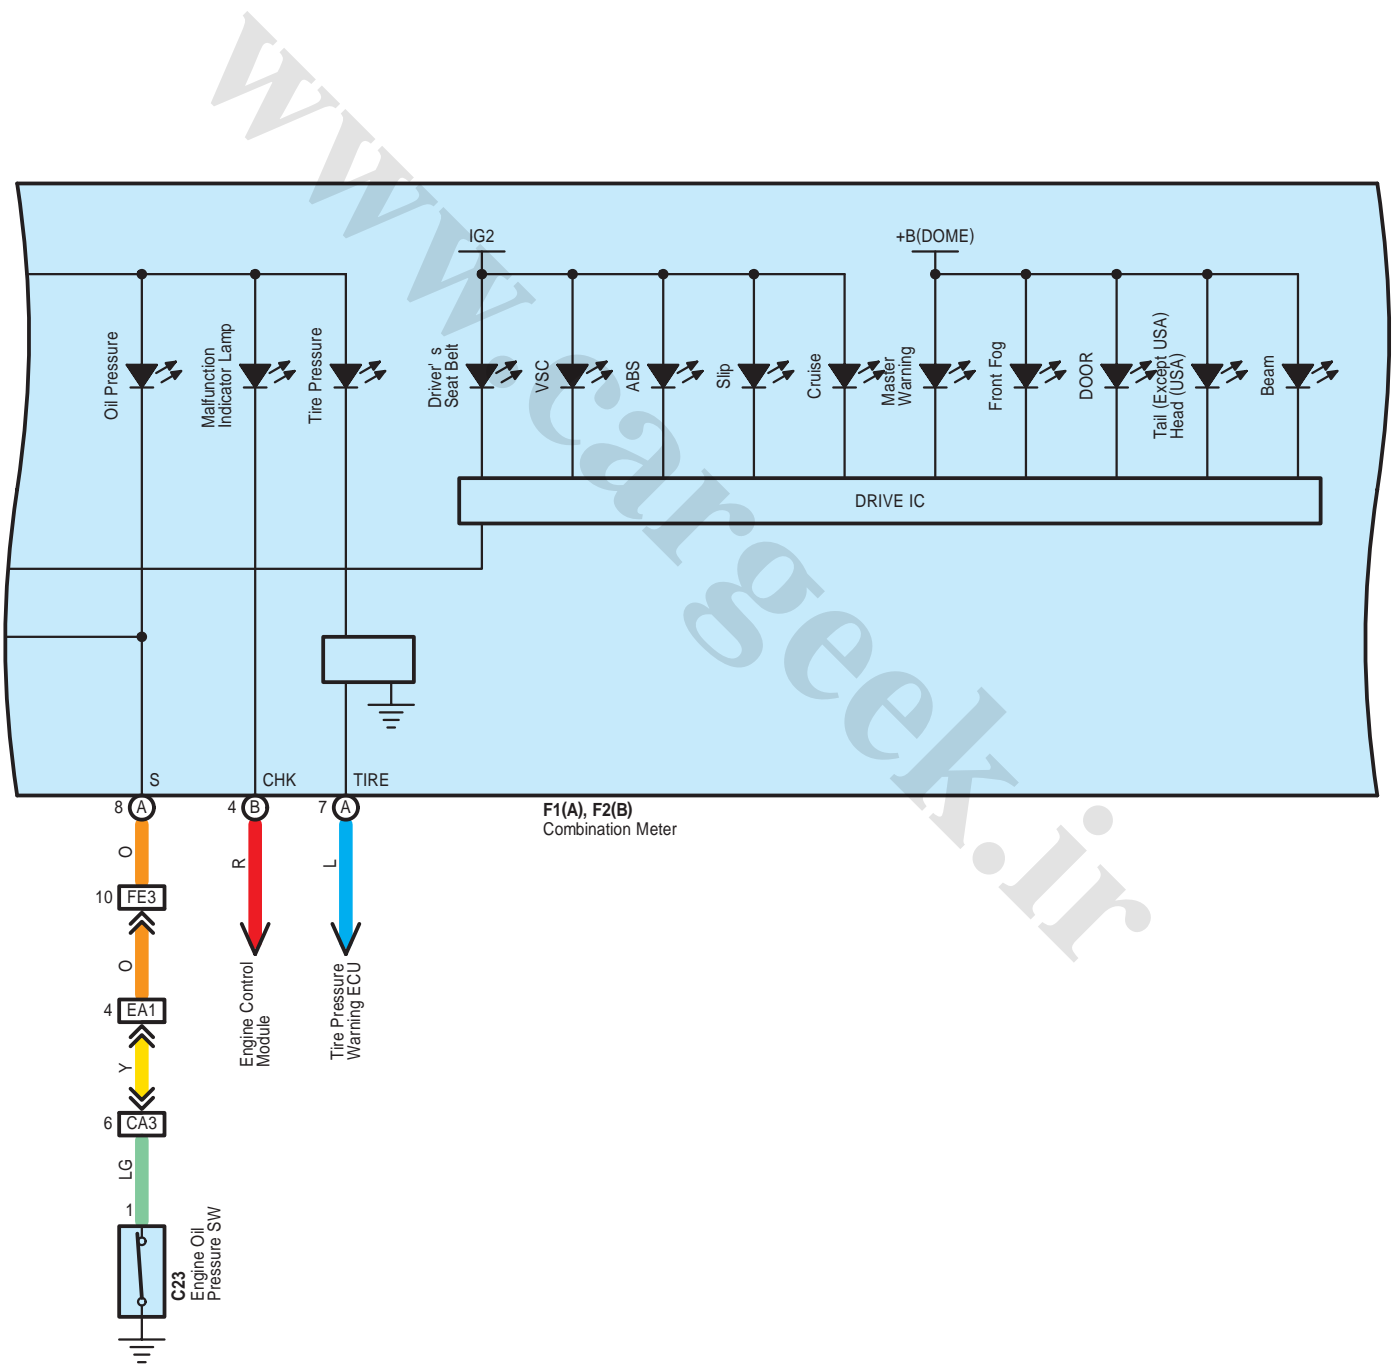 www.cargeek.ir
IG2
+B(DOME)
Oil Pressure
Malfunction
Indicator Lamp
Tire Pressure
Driver' s
Seat Belt
VSC
ABS
Slip
Cruise
Master
Warning
Front Fog
DOOR
Tail (Except USA)
Head (USA)
Beam
DRIVE IC
S
CHK
TIRE
8 A
4 B
7 A
F1(A), F2(B)
Combination Meter
O
R
L
10 FE3
O
Engine Control
Module
Tire Pressure
Warning ECU
4 EA1
Y
6 CA3
LG
1
C23
Engine Oil
Pressure SW